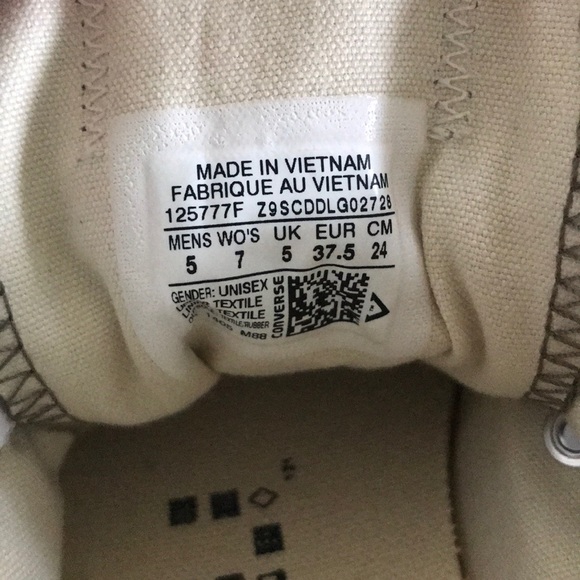 MADE IN VIETNAM
FABRIQUE AU VIETNAM
125777F Z9SCDDLG02728
MENS WO'S UK EUR CM
5 7 5 37.5 24
GENDER: UNISEX
TEXTILE
TEXTILE
M88
CONVERSE